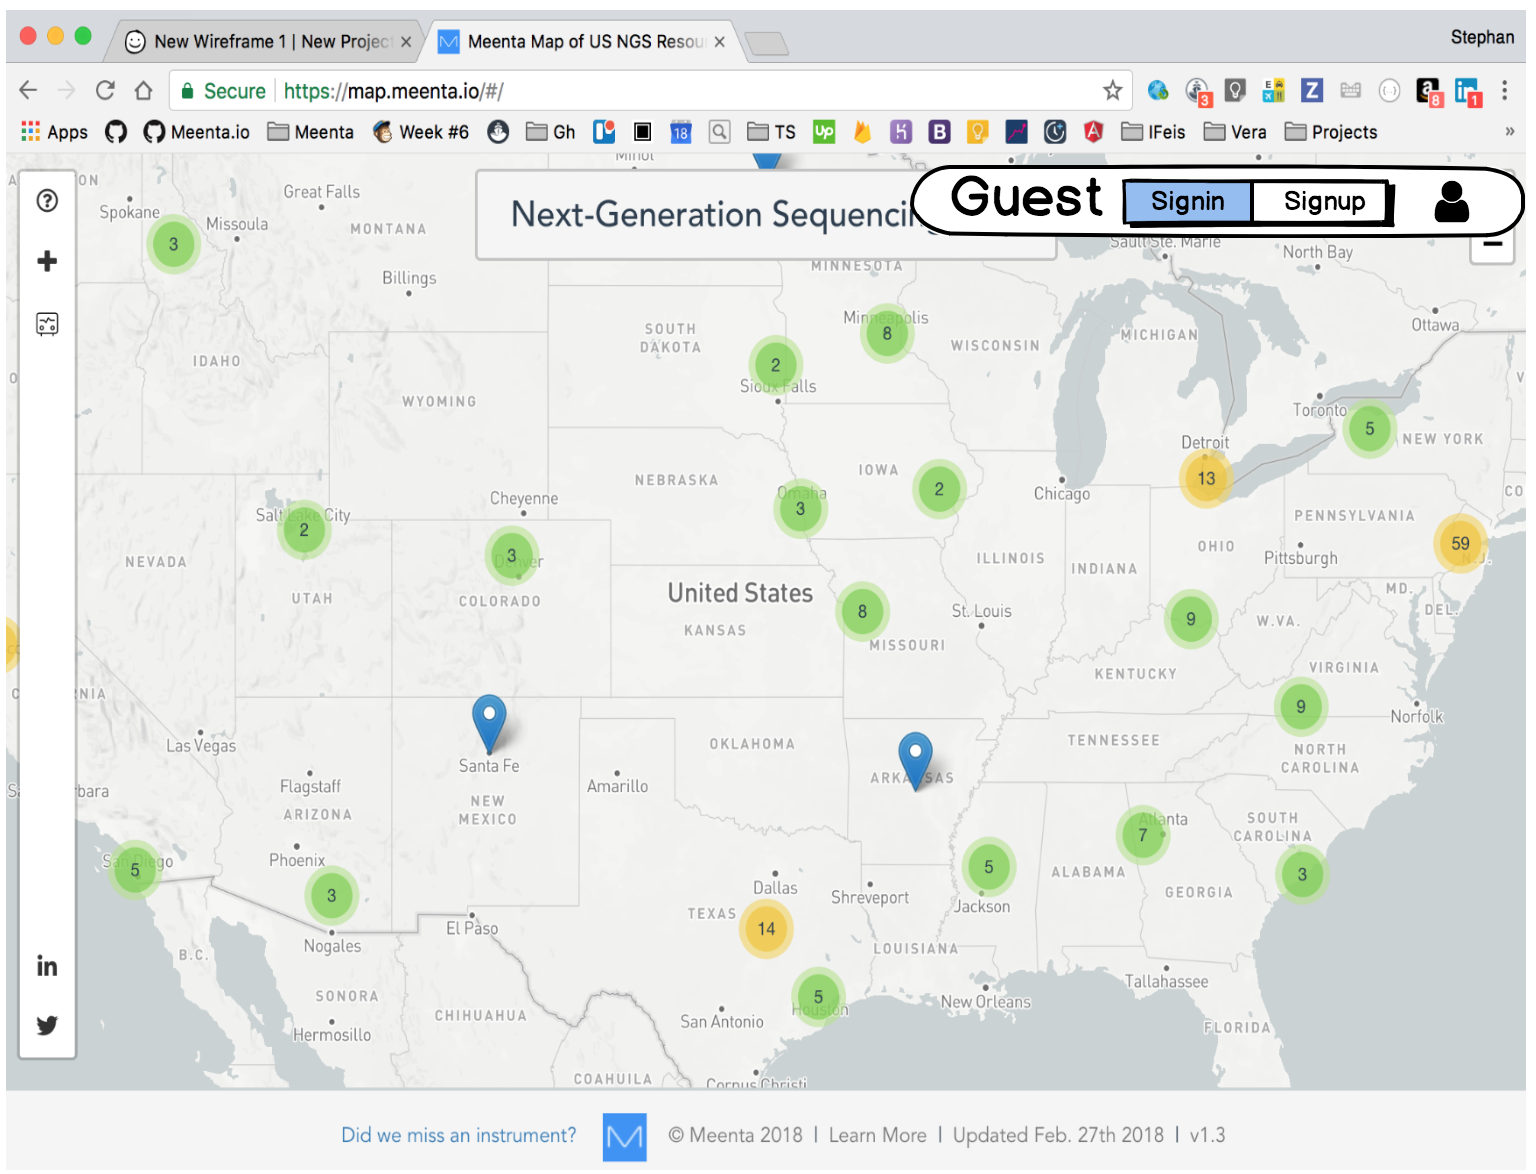 New Wireframe 1 | New Projec
Meenta Map of US NGS Resou
Stephan
Secure
https://map.meenta.io/#/
3
8
1
Apps
Meenta.io
Meenta
Week #6
Gh
18
TS
Up
IFeis
Vera
Projects
»
Next-Generation Sequencin
Guest
Signin
Signup
Minot
Great Falls
Spokane
3
Missoula
MONTANA
Sault Ste. Marie
North Bay
MINNESOTA
Billings
Minneapolis
8
Ottawa
SOUTH
DAKOTA
WISCONSIN
MICHIGAN
IDAHO
2
Sioux Falls
WYOMING
Toronto
5
NEW YORK
Detroit
13
IOWA
NEBRASKA
2
Chicago
Cheyenne
Omaha
3
Salt Lake City
2
PENNSYLVANIA
59
N.J.
OHIO
Pittsburgh
3
Denver
NEVADA
ILLINOIS
INDIANA
UTAH
COLORADO
United States
MD.
DEL.
8
St. Louis
9
W.VA.
KANSAS
MISSOURI
KENTUCKY
VIRGINIA
NIA
9
Norfolk
Las Vegas
OKLAHOMA
TENNESSEE
NORTH
CAROLINA
Santa Fe
Flagstaff
Amarillo
ARKANSAS
bara
ARIZONA
NEW
MEXICO
Atlanta
7
SOUTH
CAROLINA
San Diego
5
Phoenix
3
Dallas
5
ALABAMA
3
Shreveport
GEORGIA
Jackson
TEXAS
14
El Paso
Nogales
LOUISIANA
B.C.
Tallahassee
SONORA
5
Houston
New Orleans
CHIHUAHUA
San Antonio
Hermosillo
FLORIDA
COAHUILA
Corpus Christi
in
Did we miss an instrument?
© Meenta 2018 | Learn More | Updated Feb. 27th 2018 | v1.3